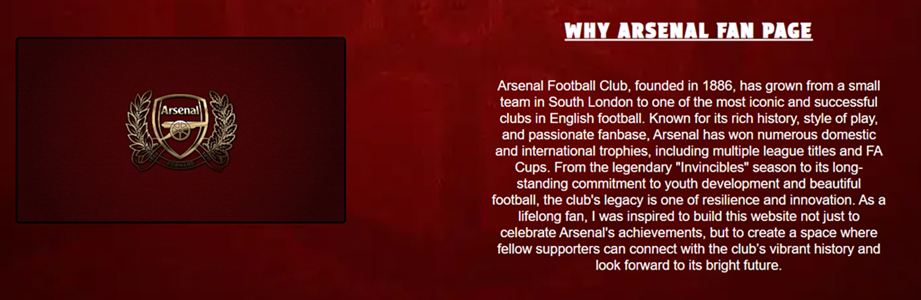 WHY ARSENAL FAN PAGE
Arsenal
Arsenal Football Club, founded in 1886, has grown from a small
team in South London to one of the most iconic and successful
clubs in English football. Known for its rich history, style of play,
and passionate fanbase, Arsenal has won numerous domestic
and international trophies, including multiple league titles and FA
Cups. From the legendary "Invincibles" season to its long-
standing commitment to youth development and beautiful
football, the club's legacy is one of resilience and innovation. As a
lifelong fan, I was inspired to build this website not just to
celebrate Arsenal's achievements, but to create a space where
fellow supporters can connect with the club's vibrant history and
look forward to its bright future.